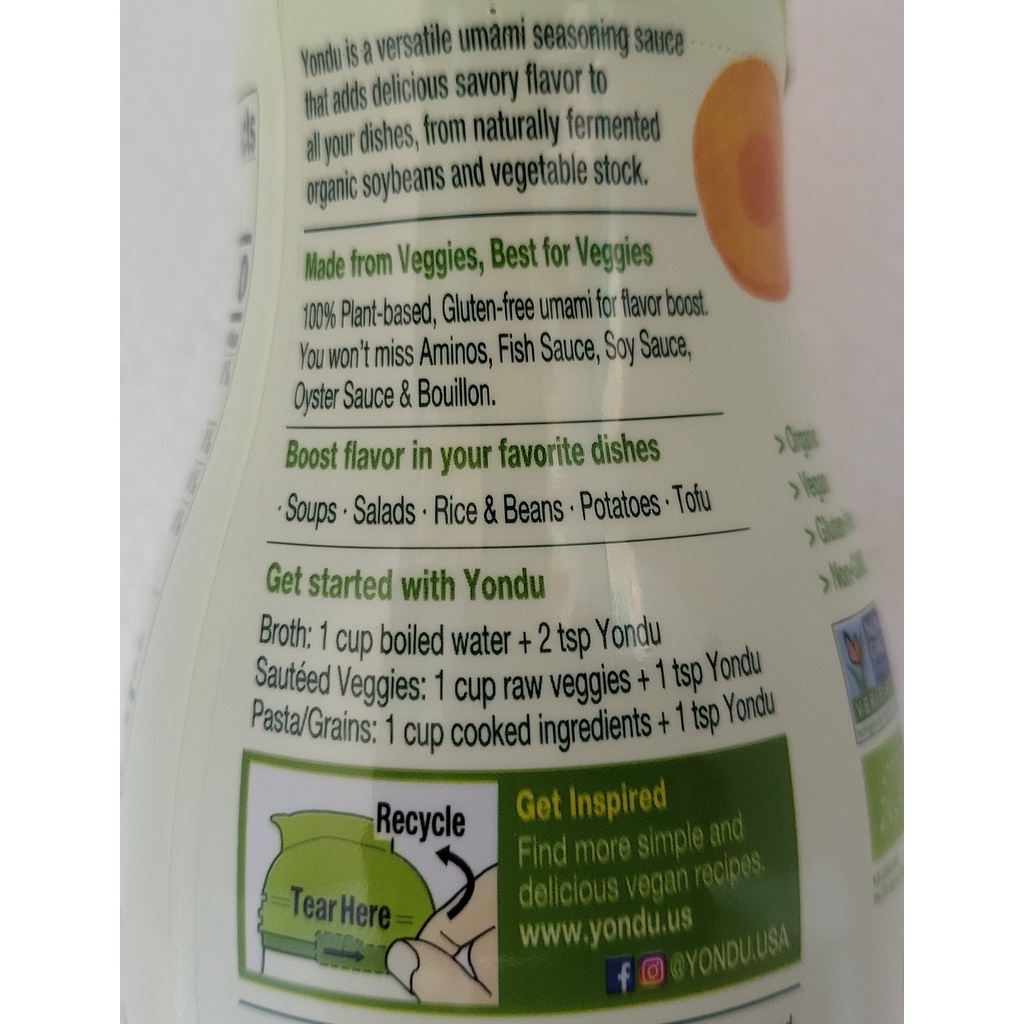 Yondu is a versatile umami seasoning sauce
that adds delicious savory flavor to
all your dishes, from naturally fermented
organic soybeans and vegetable stock.
Made from Veggies, Best for Veggies
100% Plant-based, Gluten-free umami for flavor boost.
You won't miss Aminos, Fish Sauce, Soy Sauce,
Oyster Sauce & Bouillon.
Boost flavor in your favorite dishes
· Soups · Salads · Rice & Beans · Potatoes · Tofu
Get started with Yondu
Broth: 1 cup boiled water + 2 tsp Yondu
Sautéed Veggies: 1 cup raw veggies + 1 tsp Yondu
Pasta/Grains: 1 cup cooked ingredients + 1 tsp Yondu
Recycle
Tear Here
Get Inspired
Find more simple and
delicious vegan recipes.
www.yondu.us
@YONDU.USA
> Organic
> Vegan